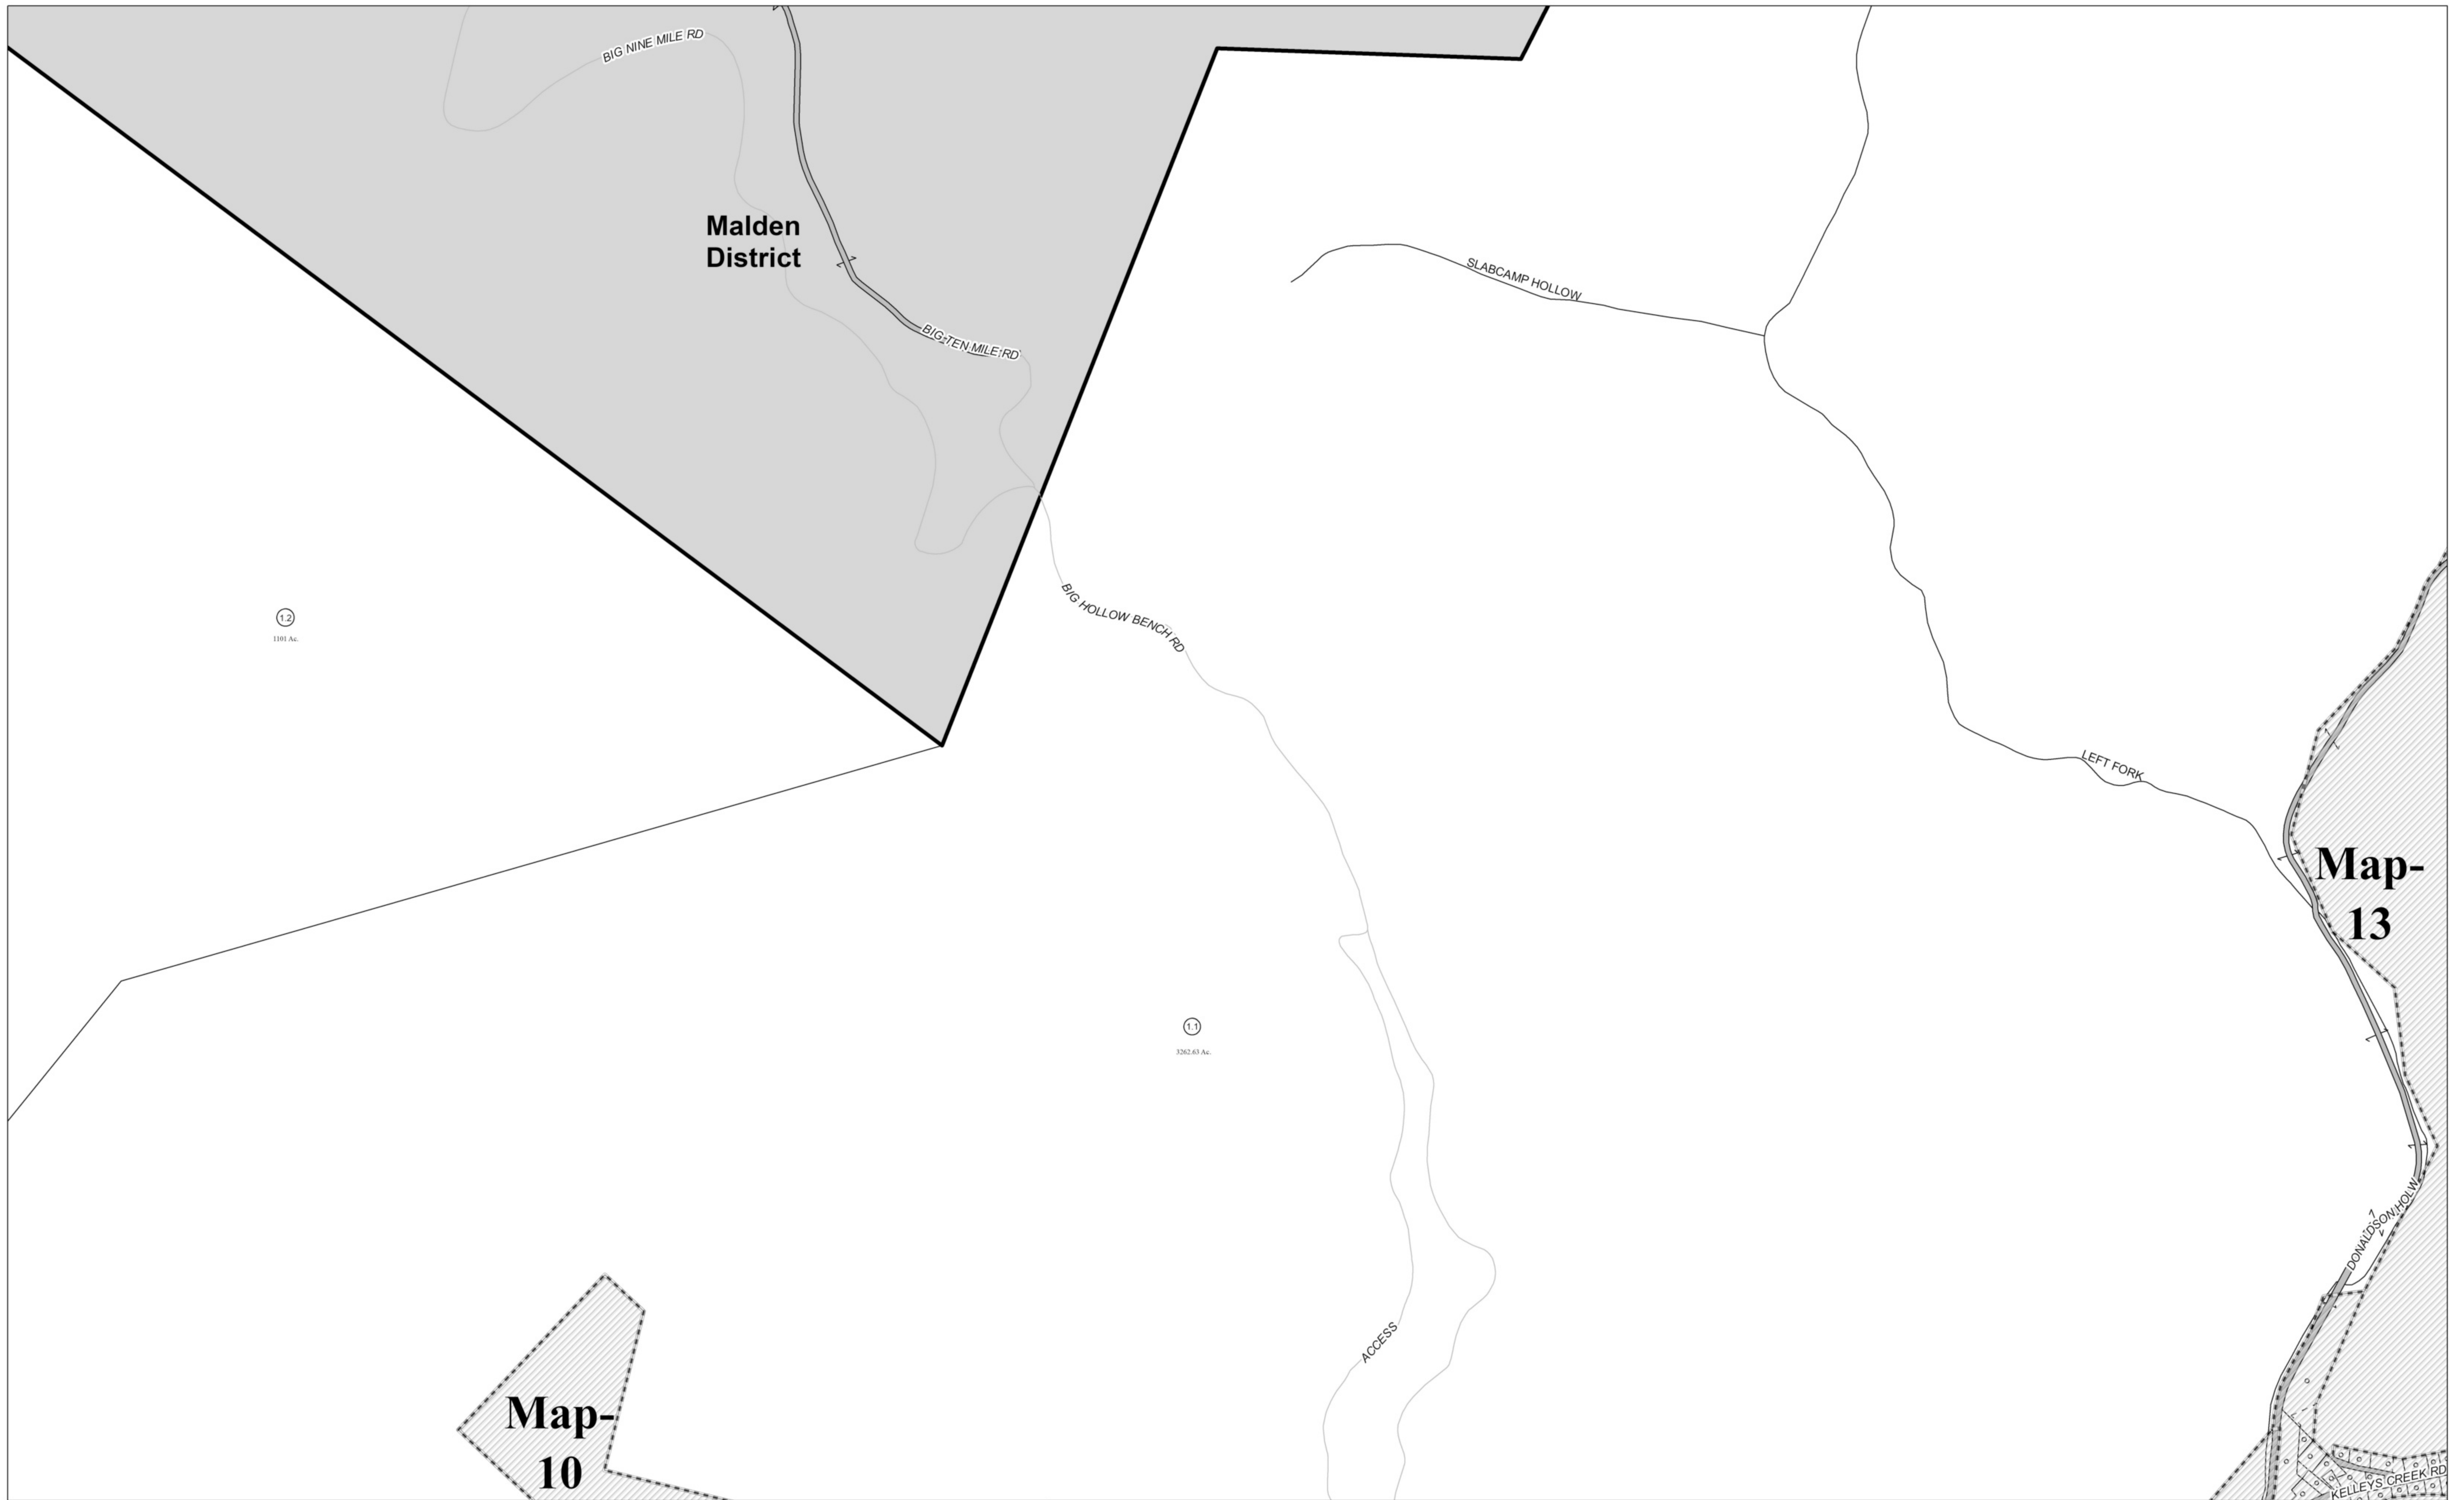 BIG NINE MILE RD
Malden
District
SLABCAMP HOLLOW
BIG TEN MILE RD
BIG HOLLOW BENCH RD
1.2
1101 Ac.
LEFT FORK
Map-
13
1.1
3262.63 Ac.
DONALDSON HOLW
ACCESS
Map-
10
KELLEYS CREEK RD